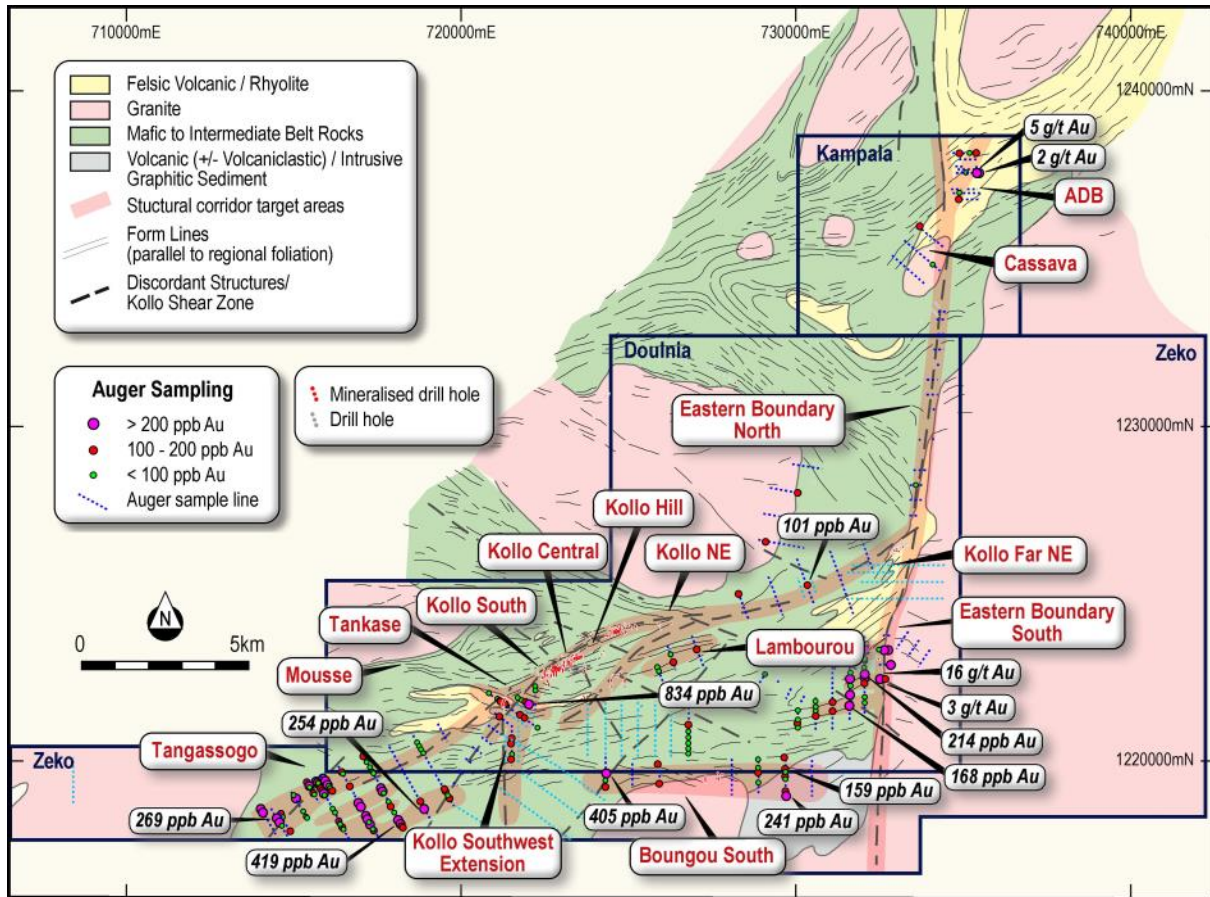 710000mE
720000mE
730000mE
740000mE
Felsic Volcanic / Rhyolite
Granite
Mafic to Intermediate Belt Rocks
Volcanic (+/- Volcaniclastic) / Intrusive
Graphitic Sediment
Stuctural corridor target areas
Form Lines
(parallel to regional foliation)
Discordant Structures/
Kollo Shear Zone
1240000mN
5 g/t Au
Kampala
2 g/t Au
ADB
Cassava
Doulnia
Zeko
Auger Sampling
> 200 ppb Au
100 - 200 ppb Au
< 100 ppb Au
Auger sample line
Mineralised drill hole
Drill hole
Eastern Boundary
North
1230000mN
Kollo Hill
101 ppb Au
Kollo Central
Kollo NE
Kollo Far NE
Kollo South
N
Eastern Boundary
South
Tankase
0
5km
Lambourou
Mousse
16 g/t Au
834 ppb Au
3 g/t Au
254 ppb Au
214 ppb Au
Tangassogo
Zeko
168 ppb Au
1220000mN
159 ppb Au
269 ppb Au
405 ppb Au
241 ppb Au
419 ppb Au
Kollo Southwest
Extension
Boungou South